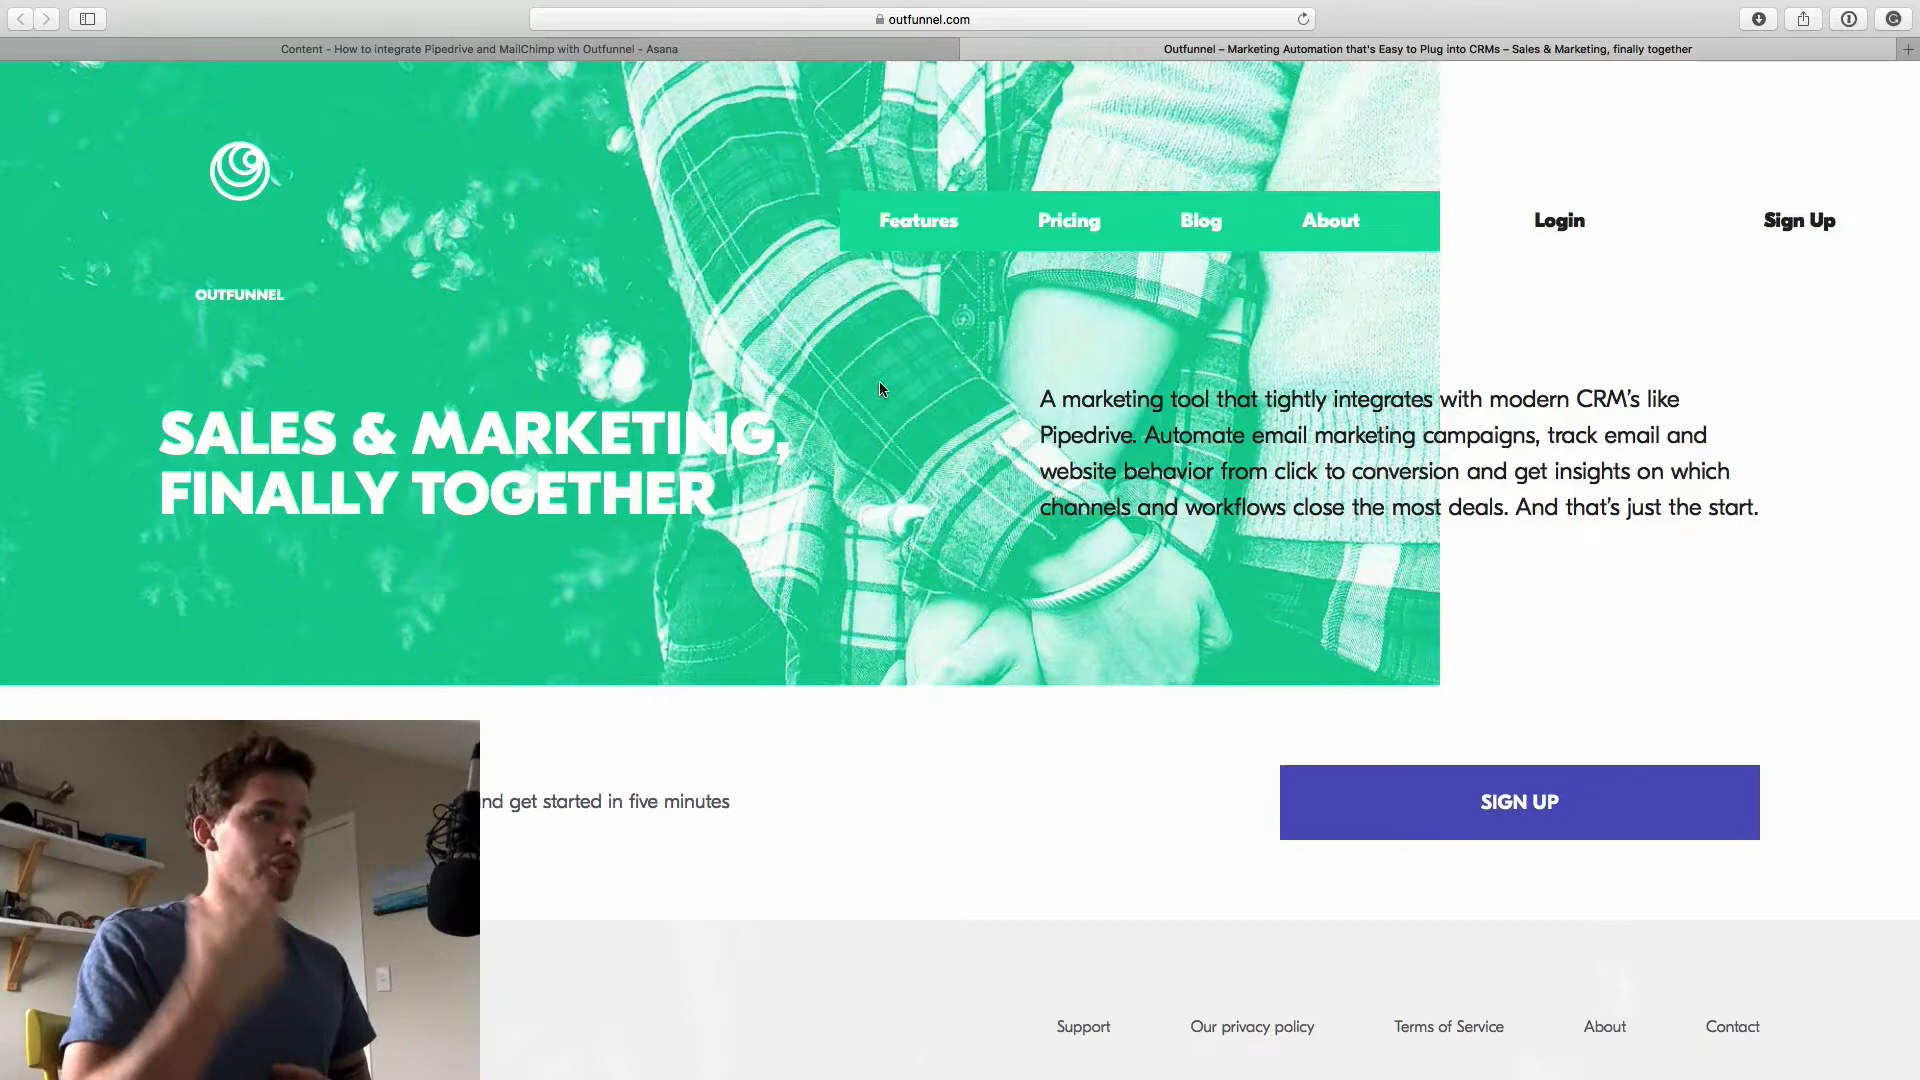 outfunnel.com
Content - How to integrate Pipedrive and MailChimp with Outfunnel - Asana
Outfunnel – Marketing Automation that's Easy to Plug into CRMs – Sales & Marketing, finally together
Features
Pricing
Blog
About
Login
Sign Up
OUTFUNNEL
SALES & MARKETING,
FINALLY TOGETHER
A marketing tool that tightly integrates with modern CRM's like
Pipedrive. Automate email marketing campaigns, track email and
website behavior from click to conversion and get insights on which
channels and workflows close the most deals. And that's just the start.
nd get started in five minutes
SIGN UP
Support
Our privacy policy
Terms of Service
About
Contact